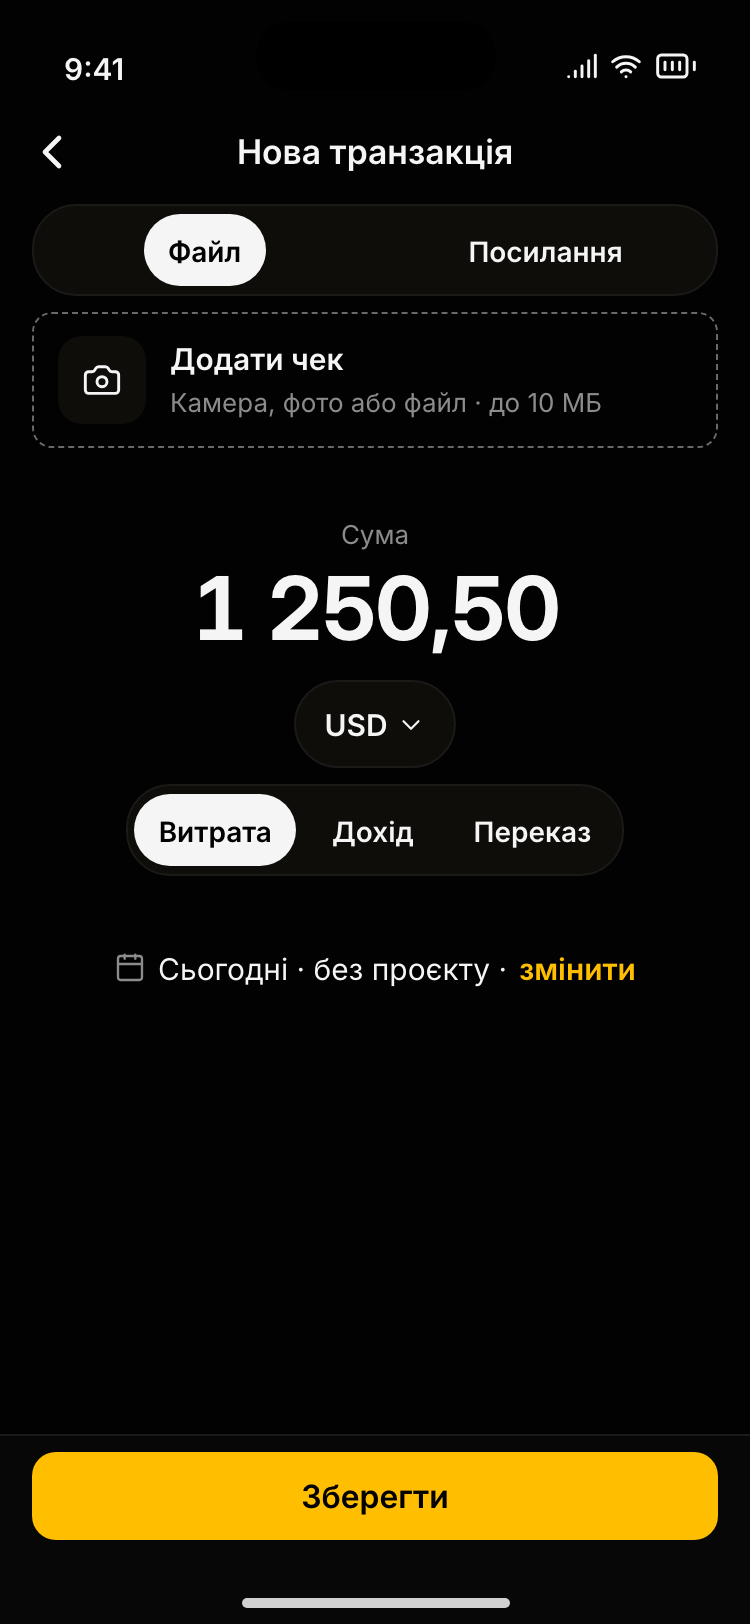 9:41
Нова транзакція
Файл Посилання
Додати чек
Камера, фото або файл · до 10 МБ
Сума
1 250,50
USD
Витрата Дохід Переказ
Сьогодні · без проєкту · змінити
Зберегти